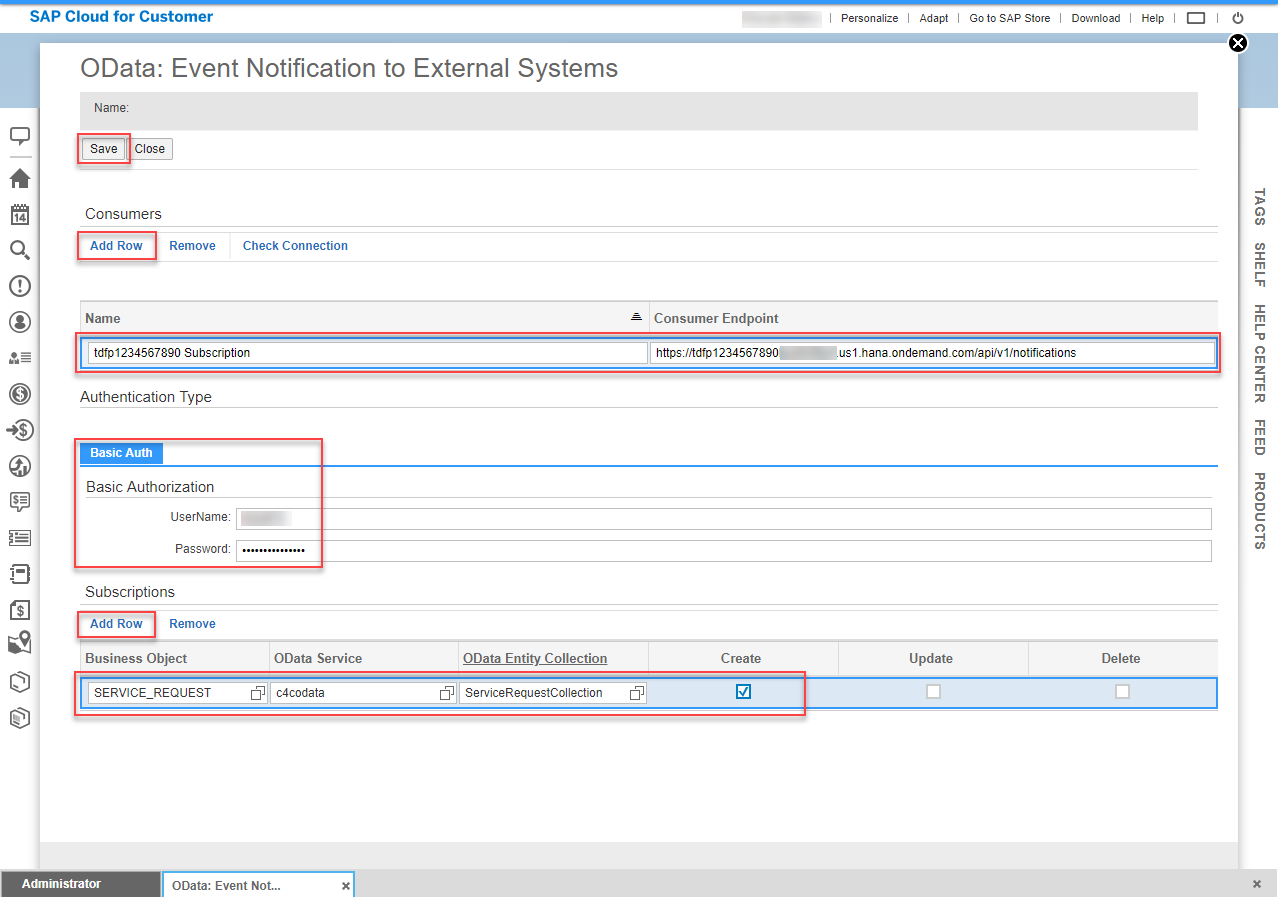 SAP Cloud for Customer
Personalize | Adapt | Go to SAP Store | Download | Help
OData: Event Notification to External Systems
Name:
Save Close
Consumers
Add Row Remove Check Connection
Name Consumer Endpoint
tdfp1234567890 Subscription https://tdfp1234567890 .us1.hana.ondemand.com/api/v1/notifications
Authentication Type
Basic Auth
Basic Authorization
UserName:
Password: •••••••••••••••
Subscriptions
Add Row Remove
Business Object OData Service OData Entity Collection Create Update Delete
SERVICE_REQUEST c4codata ServiceRequestCollection
14
TAGS
SHELF
HELP CENTER
FEED
PRODUCTS
Administrator OData: Event Not...